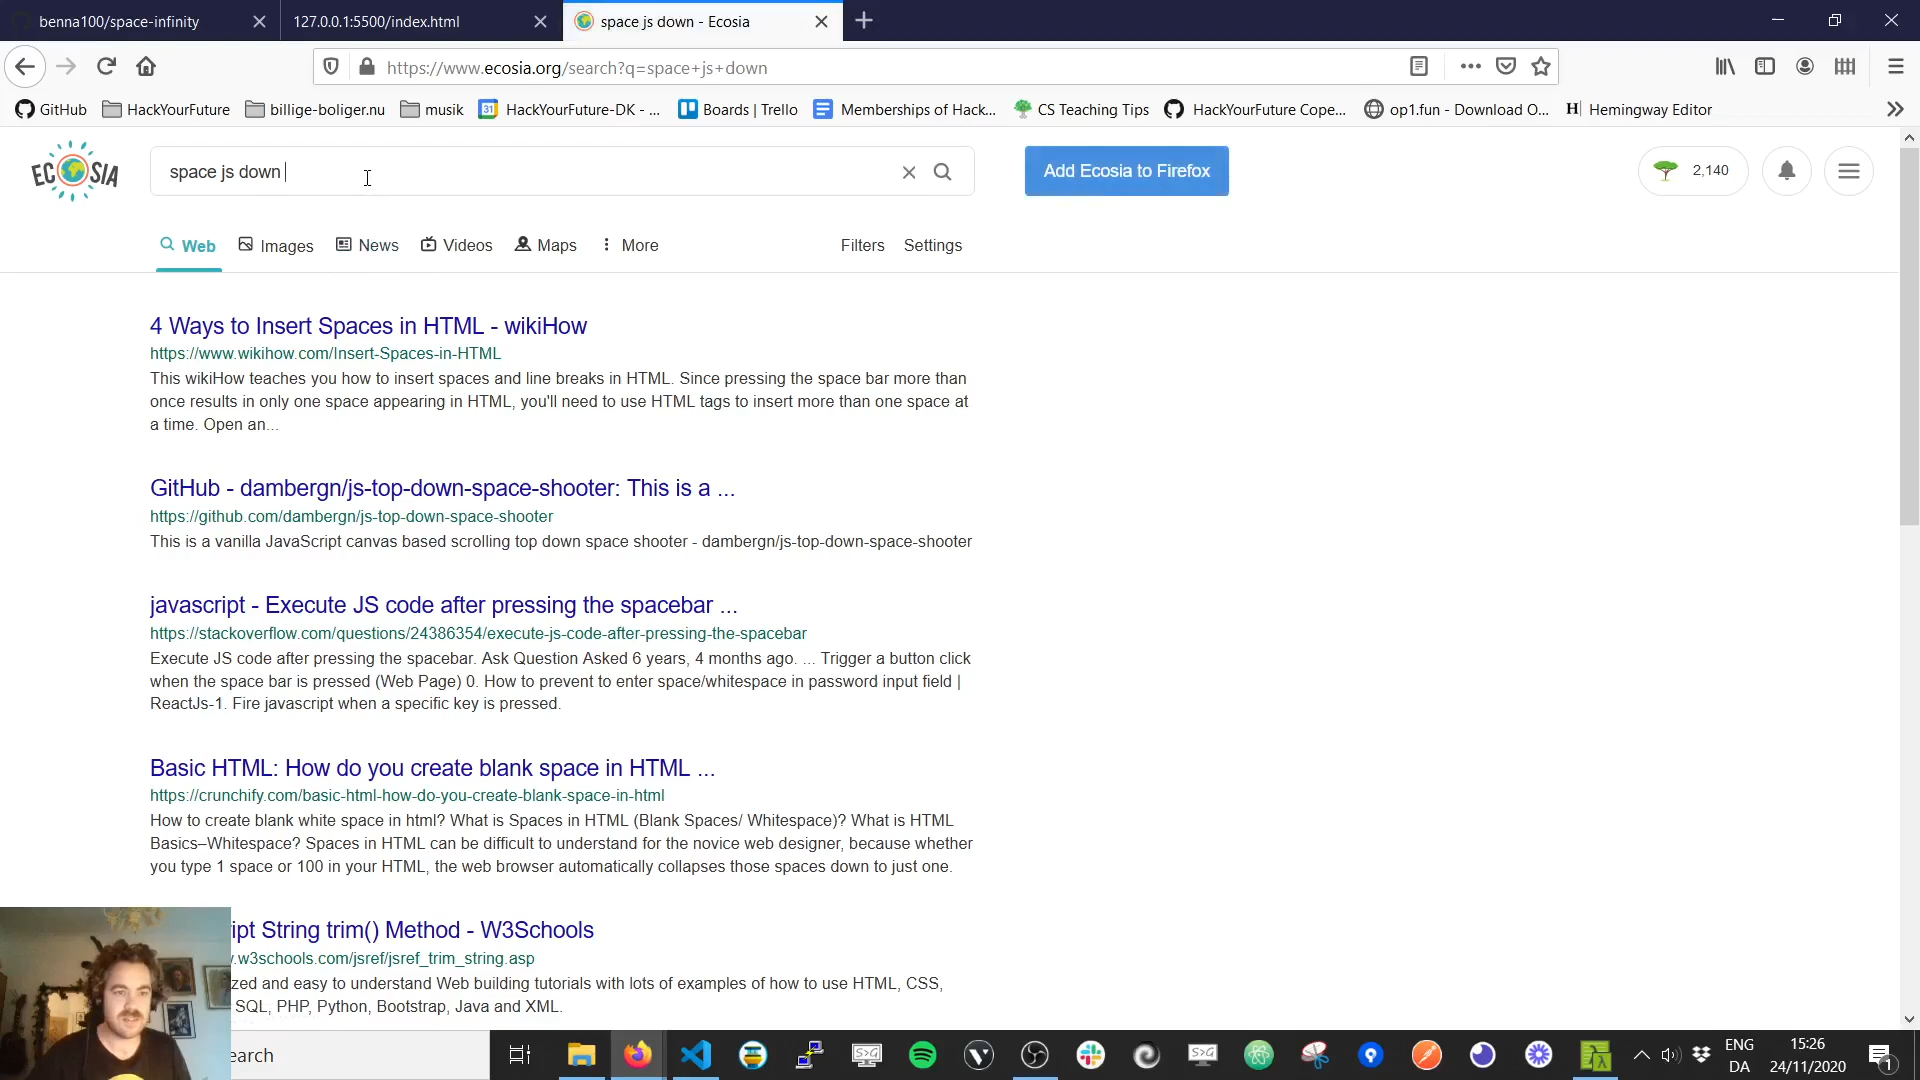 benna100/space-infinity
127.0.0.1:5500/index.html
space js down - Ecosia
https://www.ecosia.org/search?q=space+js+down
GitHub
HackYourFuture
billige-boliger.nu
musik
31
HackYourFuture-DK - ...
Boards | Trello
Memberships of Hack...
CS Teaching Tips
HackYourFuture Cope...
op1.fun - Download O...
H Hemingway Editor
ECOSIA
space js down
Add Ecosia to Firefox
2,140
Web
Images
News
Videos
Maps
More
Filters
Settings
4 Ways to Insert Spaces in HTML - wikiHow
https://www.wikihow.com/Insert-Spaces-in-HTML
This wikiHow teaches you how to insert spaces and line breaks in HTML. Since pressing the space bar more than
once results in only one space appearing in HTML, you'll need to use HTML tags to insert more than one space at
a time. Open an...
GitHub - dambergn/js-top-down-space-shooter: This is a ...
https://github.com/dambergn/js-top-down-space-shooter
This is a vanilla JavaScript canvas based scrolling top down space shooter - dambergn/js-top-down-space-shooter
javascript - Execute JS code after pressing the spacebar ...
https://stackoverflow.com/questions/24386354/execute-js-code-after-pressing-the-spacebar
Execute JS code after pressing the spacebar. Ask Question Asked 6 years, 4 months ago. ... Trigger a button click
when the space bar is pressed (Web Page) 0. How to prevent to enter space/whitespace in password input field |
ReactJs-1. Fire javascript when a specific key is pressed.
Basic HTML: How do you create blank space in HTML ...
https://crunchify.com/basic-html-how-do-you-create-blank-space-in-html
How to create blank white space in html? What is Spaces in HTML (Blank Spaces/ Whitespace)? What is HTML
Basics–Whitespace? Spaces in HTML can be difficult to understand for the novice web designer, because whether
you type 1 space or 100 in your HTML, the web browser automatically collapses those spaces down to just one.
ipt String trim() Method - W3Schools
.w3schools.com/jsref/jsref_trim_string.asp
zed and easy to understand Web building tutorials with lots of examples of how to use HTML, CSS,
SQL, PHP, Python, Bootstrap, Java and XML.
earch
S>G
S>G
ENG
DA
15:26
24/11/2020
1